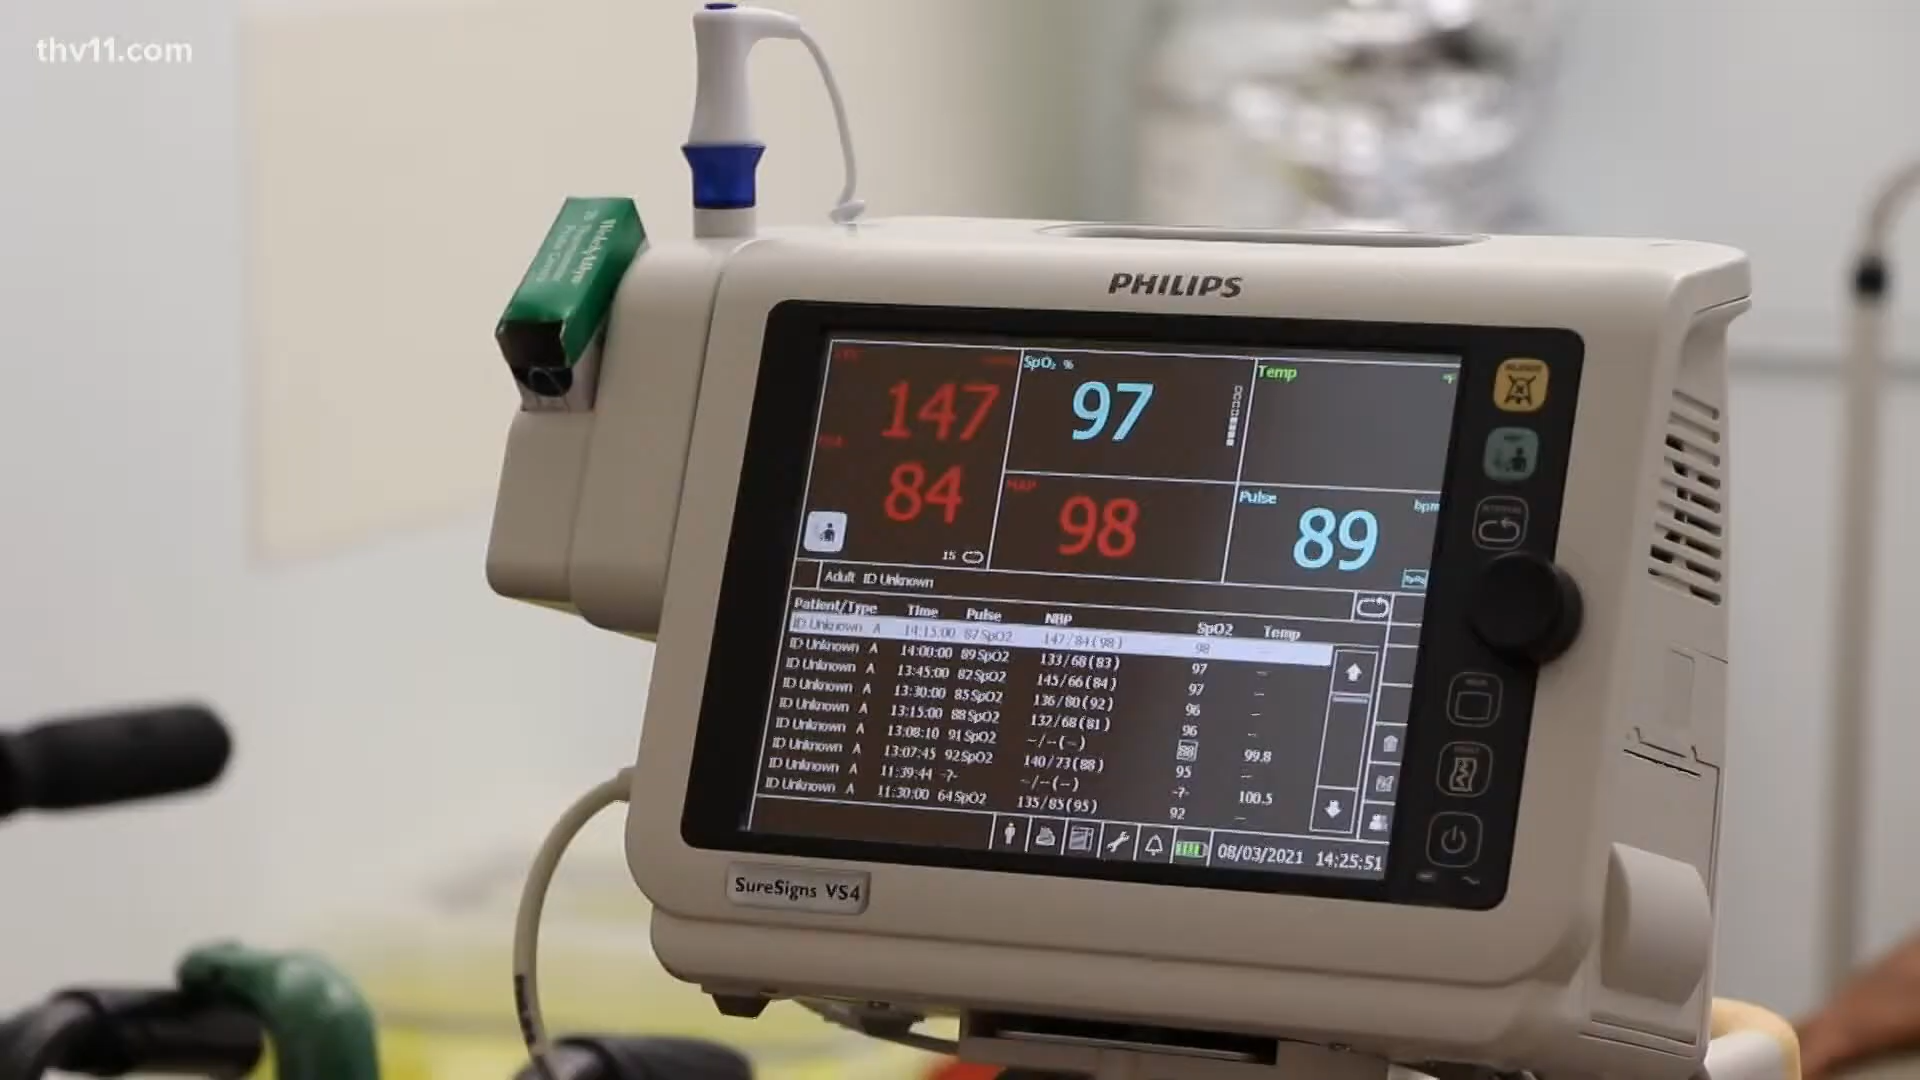 thv11.com
WelchAllyn
PHILIPS
SpO₂ %
Temp
°F
147
97
84
MAP
98
Pulse
bpm
89
15
Adult ID Unknown
Patient/Type Time Pulse NBP SpO2 Temp
ID Unknown A 14:15:00 87 SpO2 147/84(98) 98 --
ID Unknown A 14:00:00 89 SpO2 133/68(83) 97 --
ID Unknown A 13:45:00 82 SpO2 145/66(84) 97 --
ID Unknown A 13:30:00 85 SpO2 136/80(92) 96 --
ID Unknown A 13:15:00 88 SpO2 132/68(81) 96 --
ID Unknown A 13:08:10 91 SpO2 --/--(--) 88 99.8
ID Unknown A 13:07:45 92 SpO2 140/73(88) 95 --
ID Unknown A 11:39:44 -?- --/--(--) -?- 100.5
ID Unknown A 11:30:00 64 SpO2 135/85(95) 92 --
08/03/2021 14:25:51
SureSigns VS4